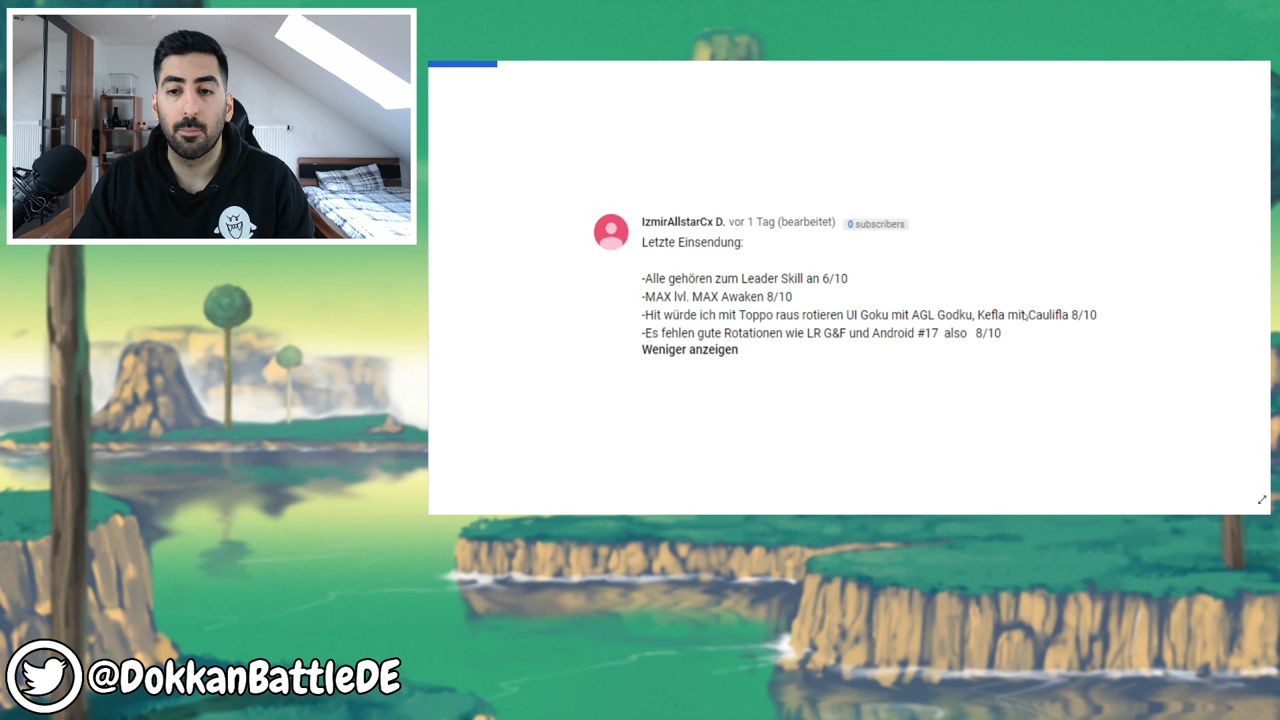 IzmirAllstarCx D. vor 1 Tag (bearbeitet) 0 subscribers
Letzte Einsendung:
-Alle gehören zum Leader Skill an 6/10
-MAX lvl. MAX Awaken 8/10
-Hit würde ich mit Toppo raus rotieren UI Goku mit AGL Godku, Kefla mit Caulifla 8/10
-Es fehlen gute Rotationen wie LR G&F und Android #17 also 8/10
Weniger anzeigen
@DokkanBattleDE